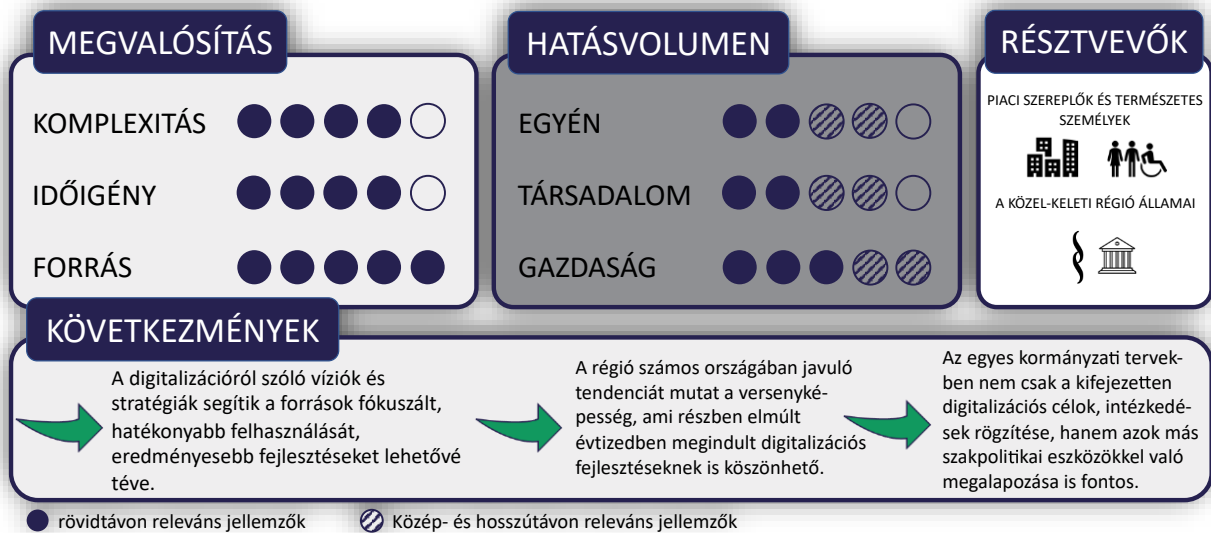 MEGVALÓSÍTÁS
KOMPLEXITÁS
IDŐIGÉNY
FORRÁS
HATÁSVOLUMEN
EGYÉN
TÁRSADALOM
GAZDASÁG
RÉSZTVEVŐK
PIACI SZEREPLŐK ÉS TERMÉSZETES
SZEMÉLYEK
A KÖZEL-KELETI RÉGIÓ ÁLLAMAI
KÖVETKEZMÉNYEK
A digitalizációról szóló víziók és
stratégiák segítik a források fókuszált,
hatékonyabb felhasználását,
eredményesebb fejlesztéseket lehetővé
téve.
A régió számos országában javuló
tendenciát mutat a versenyké-
pesség, ami részben elmúlt
évtizedben megindult digitalizációs
fejlesztéseknek is köszönhető.
Az egyes kormányzati tervek-
ben nem csak a kifejezetten
digitalizációs célok, intézkedé-
sek rögzítése, hanem azok más
szakpolitikai eszközökkel való
megalapozása is fontos.
rövidtávon releváns jellemzők
Közép- és hosszútávon releváns jellemzők